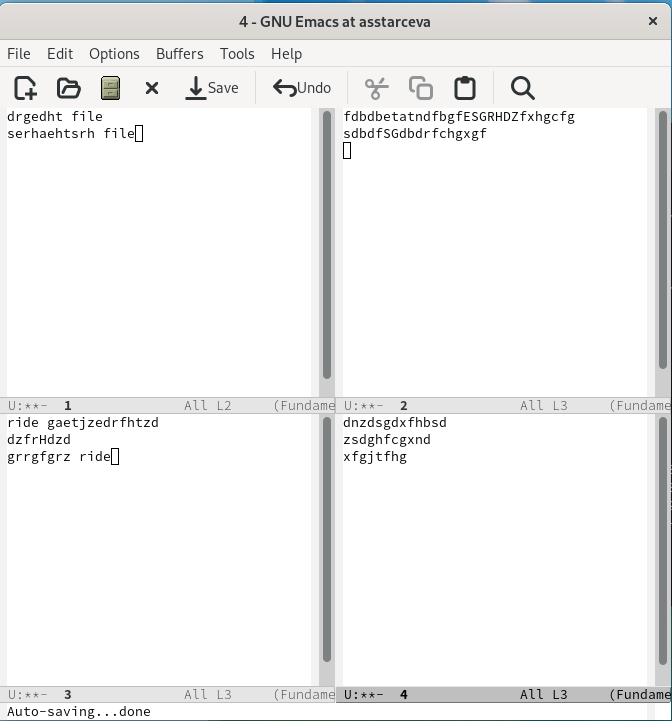 4 - GNU Emacs at asstarceva
File Edit Options Buffers Tools Help
Save Undo
drgedht file
serhaehtsrh file
U:**- 1 All L2 (Fundame
fdbdbetatndfbgfESGRHDZfxhgcfg
sdbdfSGdbdrfchgxgf
U:**- 2 All L3 (Fundame
ride gaetjzedrfhtzd
dzfrHdzd
grrgfgrz ride
U:**- 3 All L3 (Fundame
dnzdsgdxfhbsd
zsdghfcgxnd
xfgjtfhg
U:**- 4 All L3 (Fundame
Auto-saving...done